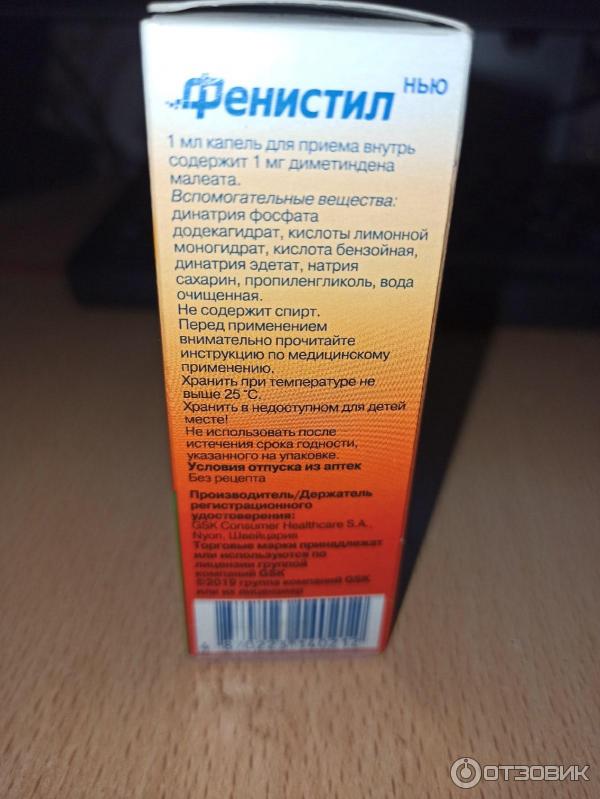 Фенистил НЬЮ
1 мл капель для приема внутрь
содержит 1 мг диметиндена
малеата.
Вспомогательные вещества:
динатрия фосфата
додекагидрат, кислоты лимонной
моногидрат, кислота бензойная,
динатрия эдетат, натрия
сахарин, пропиленгликоль, вода
очищенная.
Не содержит спирт.
Перед применением
внимательно прочитайте
инструкцию по медицинскому
применению.
Хранить при температуре не
выше 25 °С.
Хранить в недоступном для детей
месте!
Не использовать после
истечения срока годности,
указанного на упаковке.
Условия отпуска из аптек
Без рецепта
Производитель/Держатель
регистрационного
удостоверения:
GSK Consumer Healthcare S.A.,
Nyon, Швейцария
Торговые марки принадлежат
или используются по
лицензии группой
компаний GSK
©2019 группа компаний GSK
или их лицензиар
ОТЗОВИК